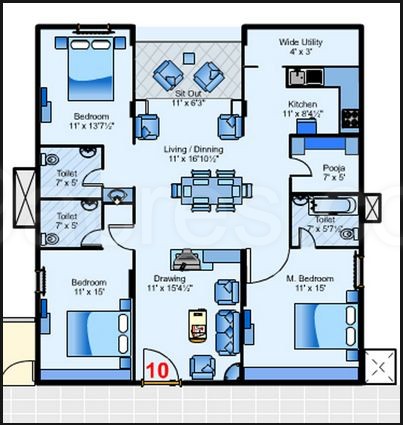 Wide Utility
4" x 3"
Sit Out
11" x 6'3"
Bedroom
11" x 13'7½"
Kitchen
11" x 8'4½"
Living / Dinning
11" x 16"10½"
Toilet
7" x 5"
Pooja
7" x 5"
Toilet
7" x 5"
Toilet
7" x 5"7½
Bedroom
11" x 15"
Drawing
11" x 15'4½"
M. Bedroom
11" x 15"
10